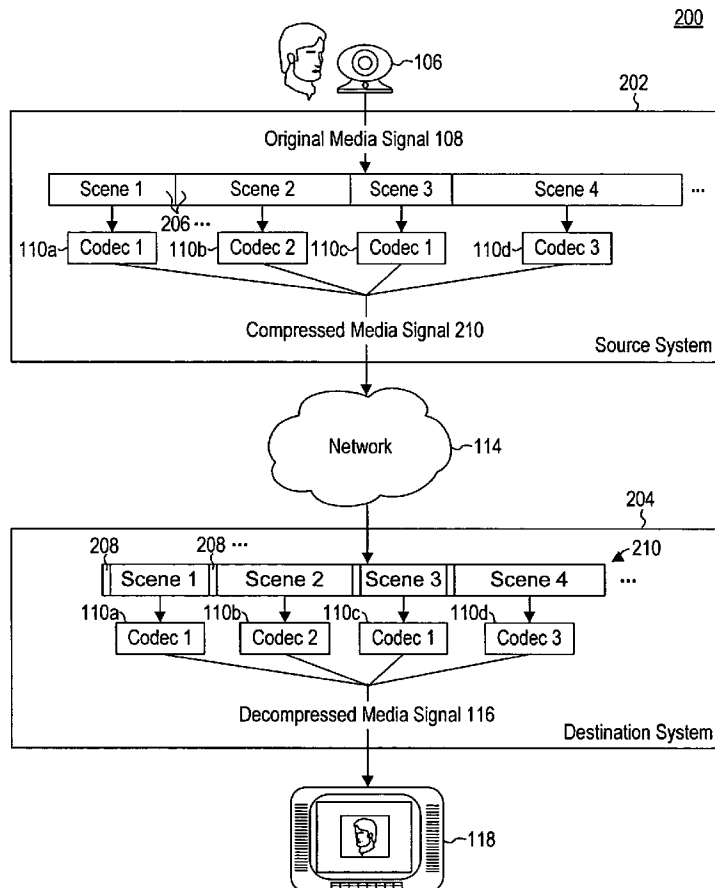 200
106
202
Original Media Signal 108
Scene 1 Scene 2 Scene 3 Scene 4 ...
206 ...
110a Codec 1 110b Codec 2 110c Codec 1 110d Codec 3
Compressed Media Signal 210
Source System
Network
114
204
208 208 ... 210
Scene 1 Scene 2 Scene 3 Scene 4 ...
110a 110b 110c 110d
Codec 1 Codec 2 Codec 1 Codec 3
Decompressed Media Signal 116
Destination System
118